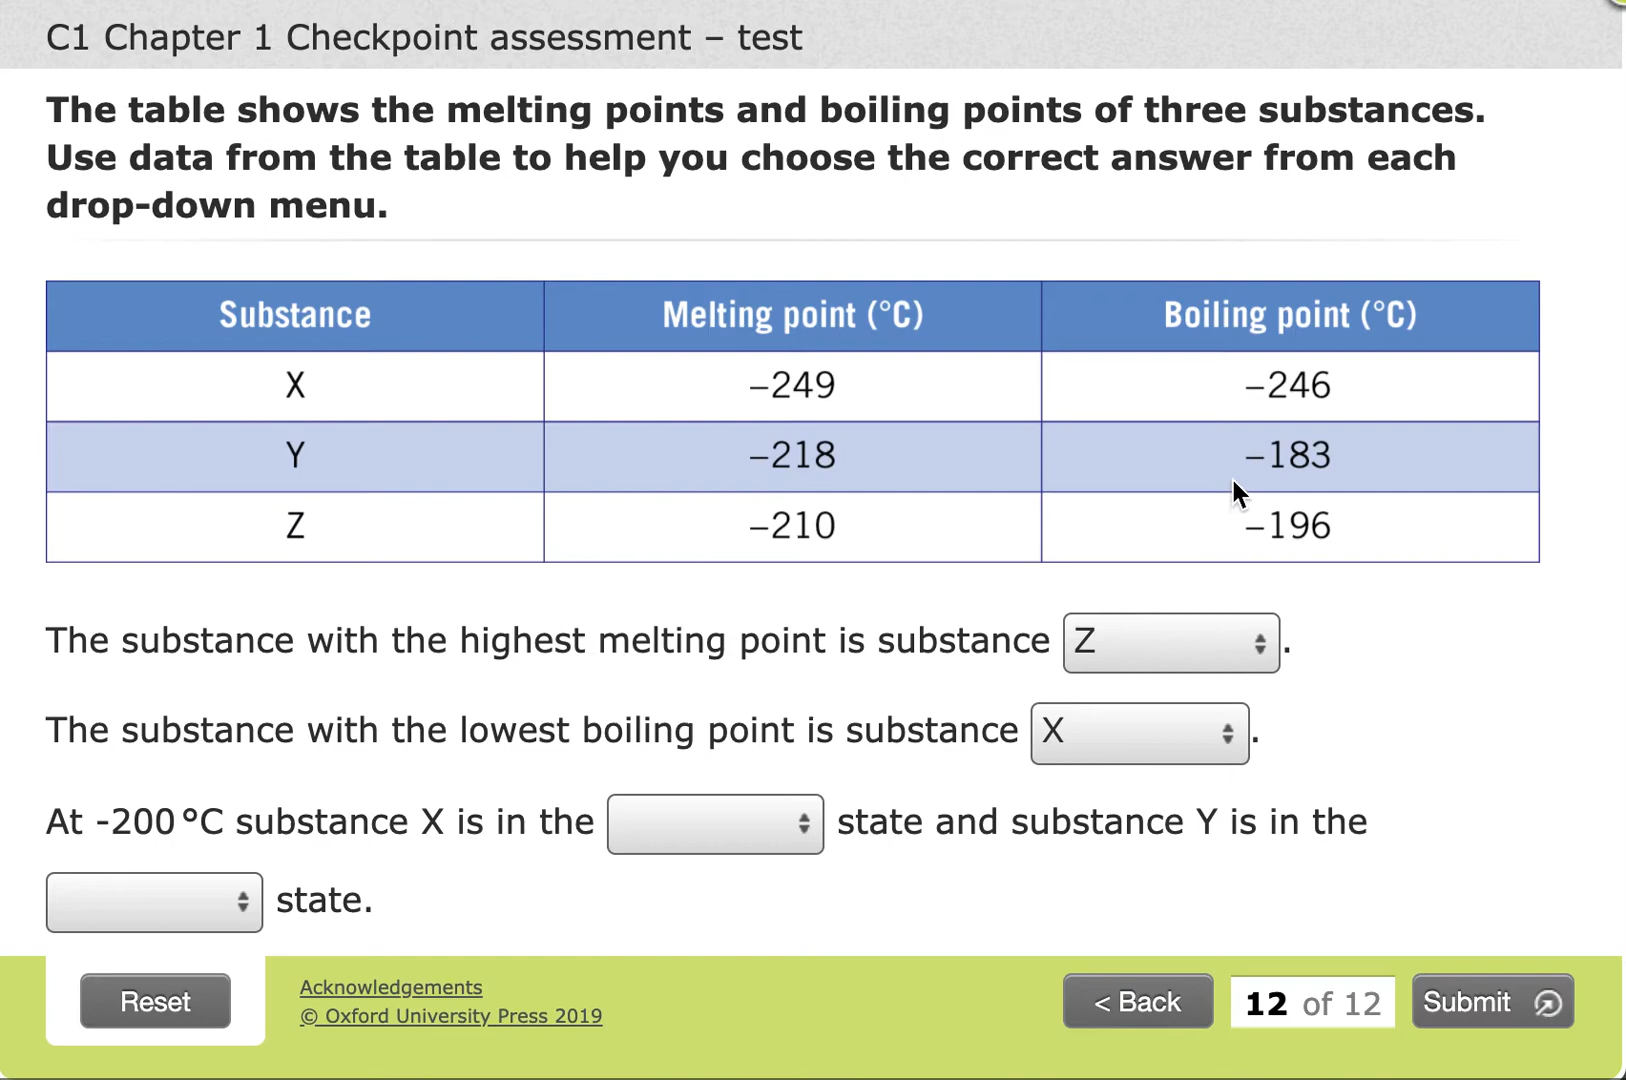 C1 Chapter 1 Checkpoint assessment – test
The table shows the melting points and boiling points of three substances.
Use data from the table to help you choose the correct answer from each
drop-down menu.
Substance Melting point (°C) Boiling point (°C)
X –249 –246
Y –218 –183
Z –210 –196
The substance with the highest melting point is substance Z .
The substance with the lowest boiling point is substance X .
At -200 °C substance X is in the state and substance Y is in the
state.
Reset
Acknowledgements
© Oxford University Press 2019
< Back
12 of 12
Submit